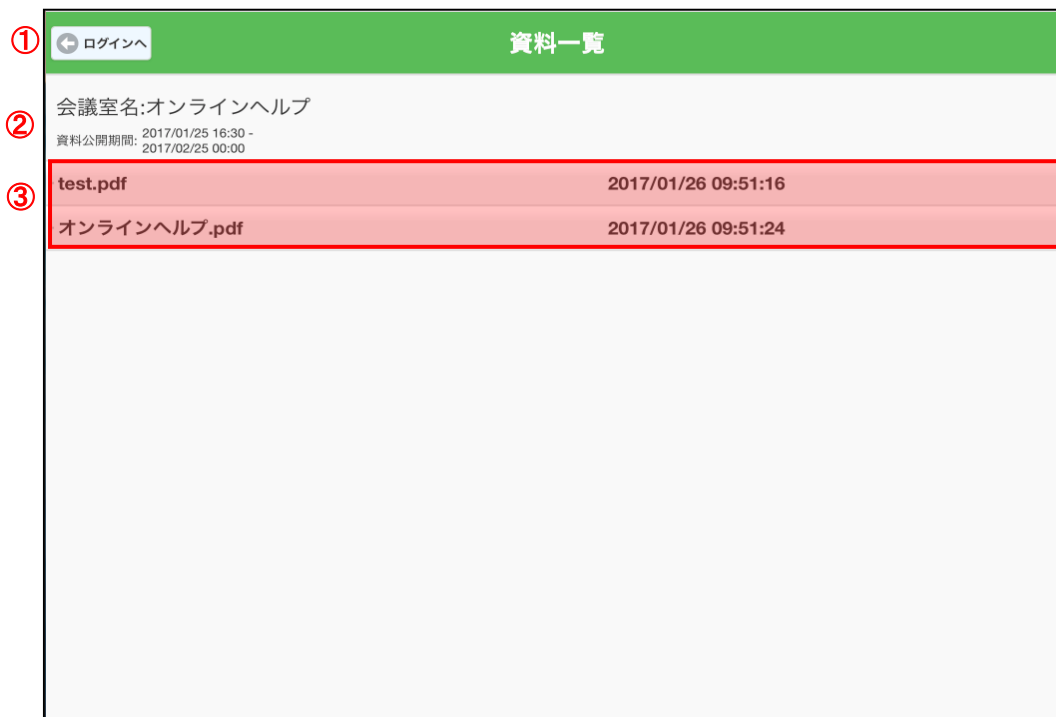 ① ログインへ 資料一覧
② 会議室名:オンラインヘルプ
資料公開期間: 2017/01/25 16:30 -
2017/02/25 00:00
③ test.pdf 2017/01/26 09:51:16
オンラインヘルプ.pdf 2017/01/26 09:51:24